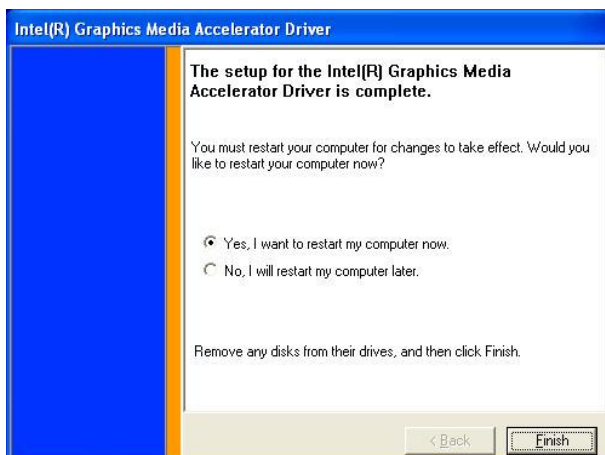 Intel(R) Graphics Media Accelerator Driver
The setup for the Intel(R) Graphics Media
Accelerator Driver is complete.
You must restart your computer for changes to take effect. Would you
like to restart your computer now?
Yes, I want to restart my computer now.
No, I will restart my computer later.
Remove any disks from their drives, and then click Finish.
< Back
Finish